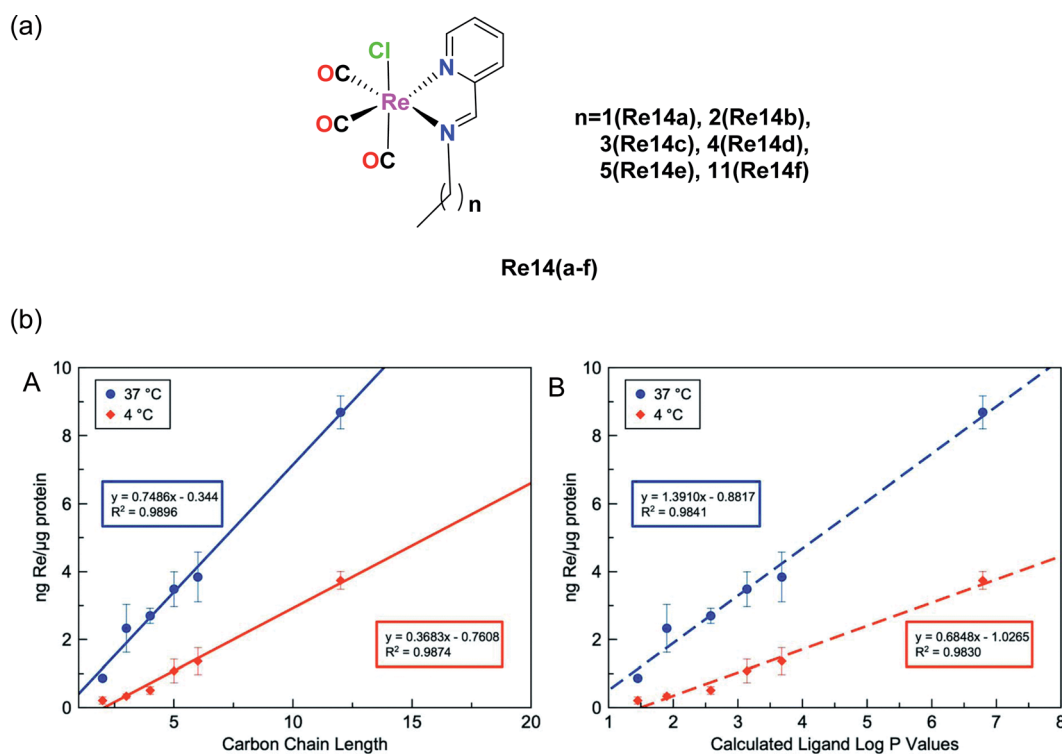 (a)
Cl
N
OC
Re
OC
N
OC
n
n=1(Re14a), 2(Re14b),
3(Re14c), 4(Re14d),
5(Re14e), 11(Re14f)
Re14(a-f)
(b)
A
10
8
6
4
2
0
ng Re/µg protein
37 °C
4 °C
y = 0.7486x - 0.344
R² = 0.9896
y = 0.3683x - 0.7608
R² = 0.9874
5 10 15 20
Carbon Chain Length
B
10
8
6
4
2
0
ng Re/µg protein
37 °C
4 °C
y = 1.3910x - 0.8817
R² = 0.9841
y = 0.6848x - 1.0265
R² = 0.9830
1 2 3 4 5 6 7 8
Calculated Ligand Log P Values